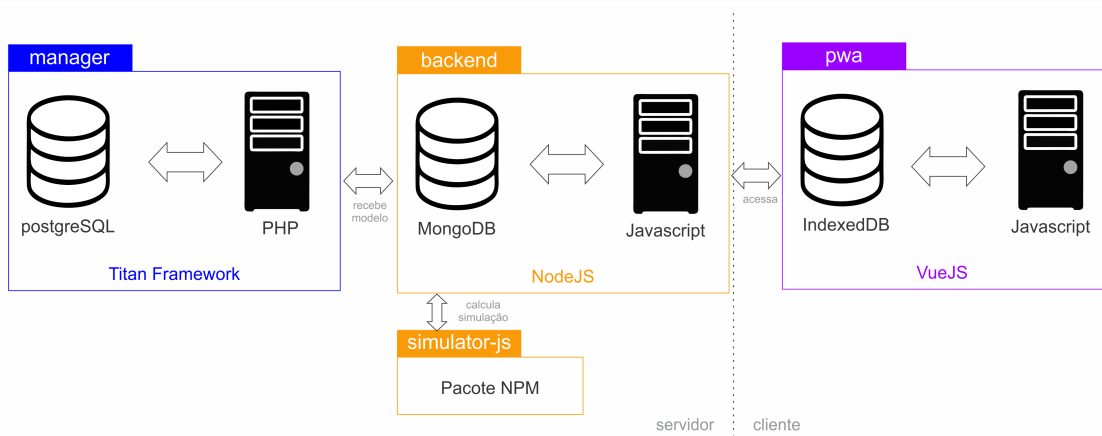 manager
postgreSQL
PHP
Titan Framework
recebe
modelo
backend
MongoDB
Javascript
NodeJS
calcula
simulação
simulator-js
Pacote NPM
acessa
pwa
IndexedDB
Javascript
VueJS
servidor
cliente